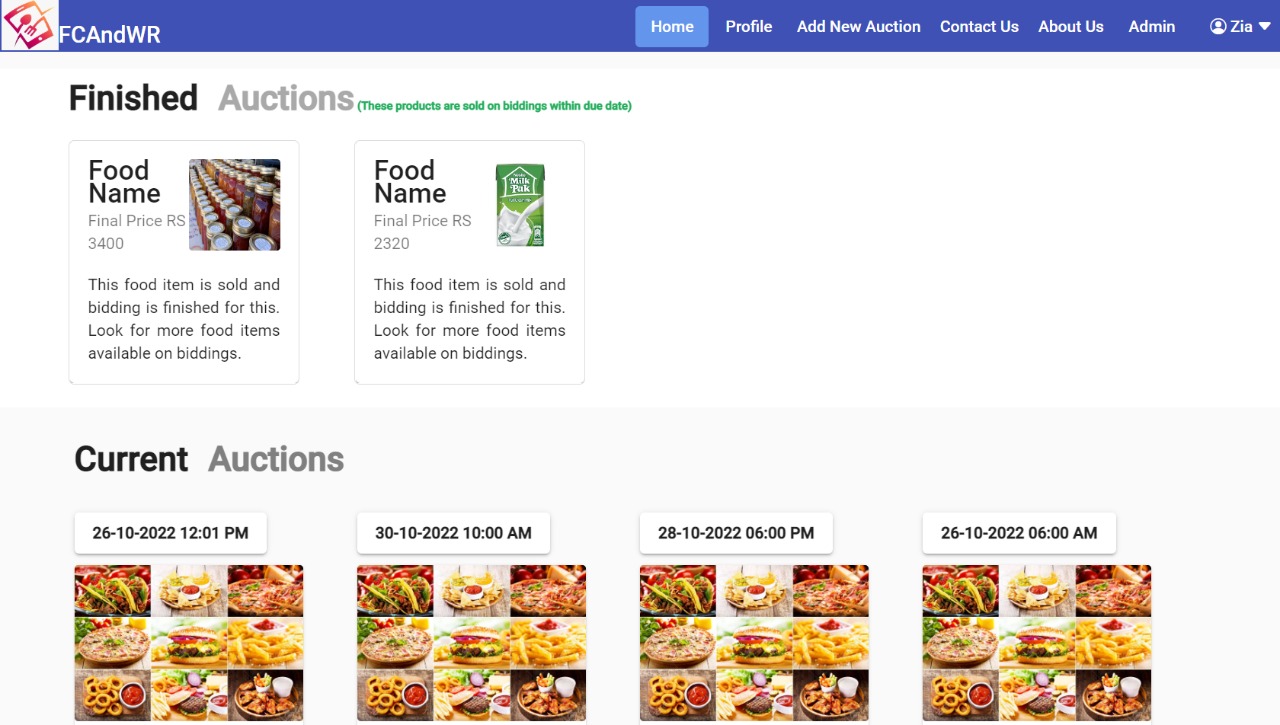 FCAndWR
Home Profile Add New Auction Contact Us About Us Admin Zia
Finished Auctions (These products are sold on biddings within due date)
Food
Name
Final Price RS
3400
This food item is sold and
bidding is finished for this.
Look for more food items
available on biddings.
Food
Name
Final Price RS
2320
Milk
Pak
This food item is sold and
bidding is finished for this.
Look for more food items
available on biddings.
Current Auctions
26-10-2022 12:01 PM
30-10-2022 10:00 AM
28-10-2022 06:00 PM
26-10-2022 06:00 AM